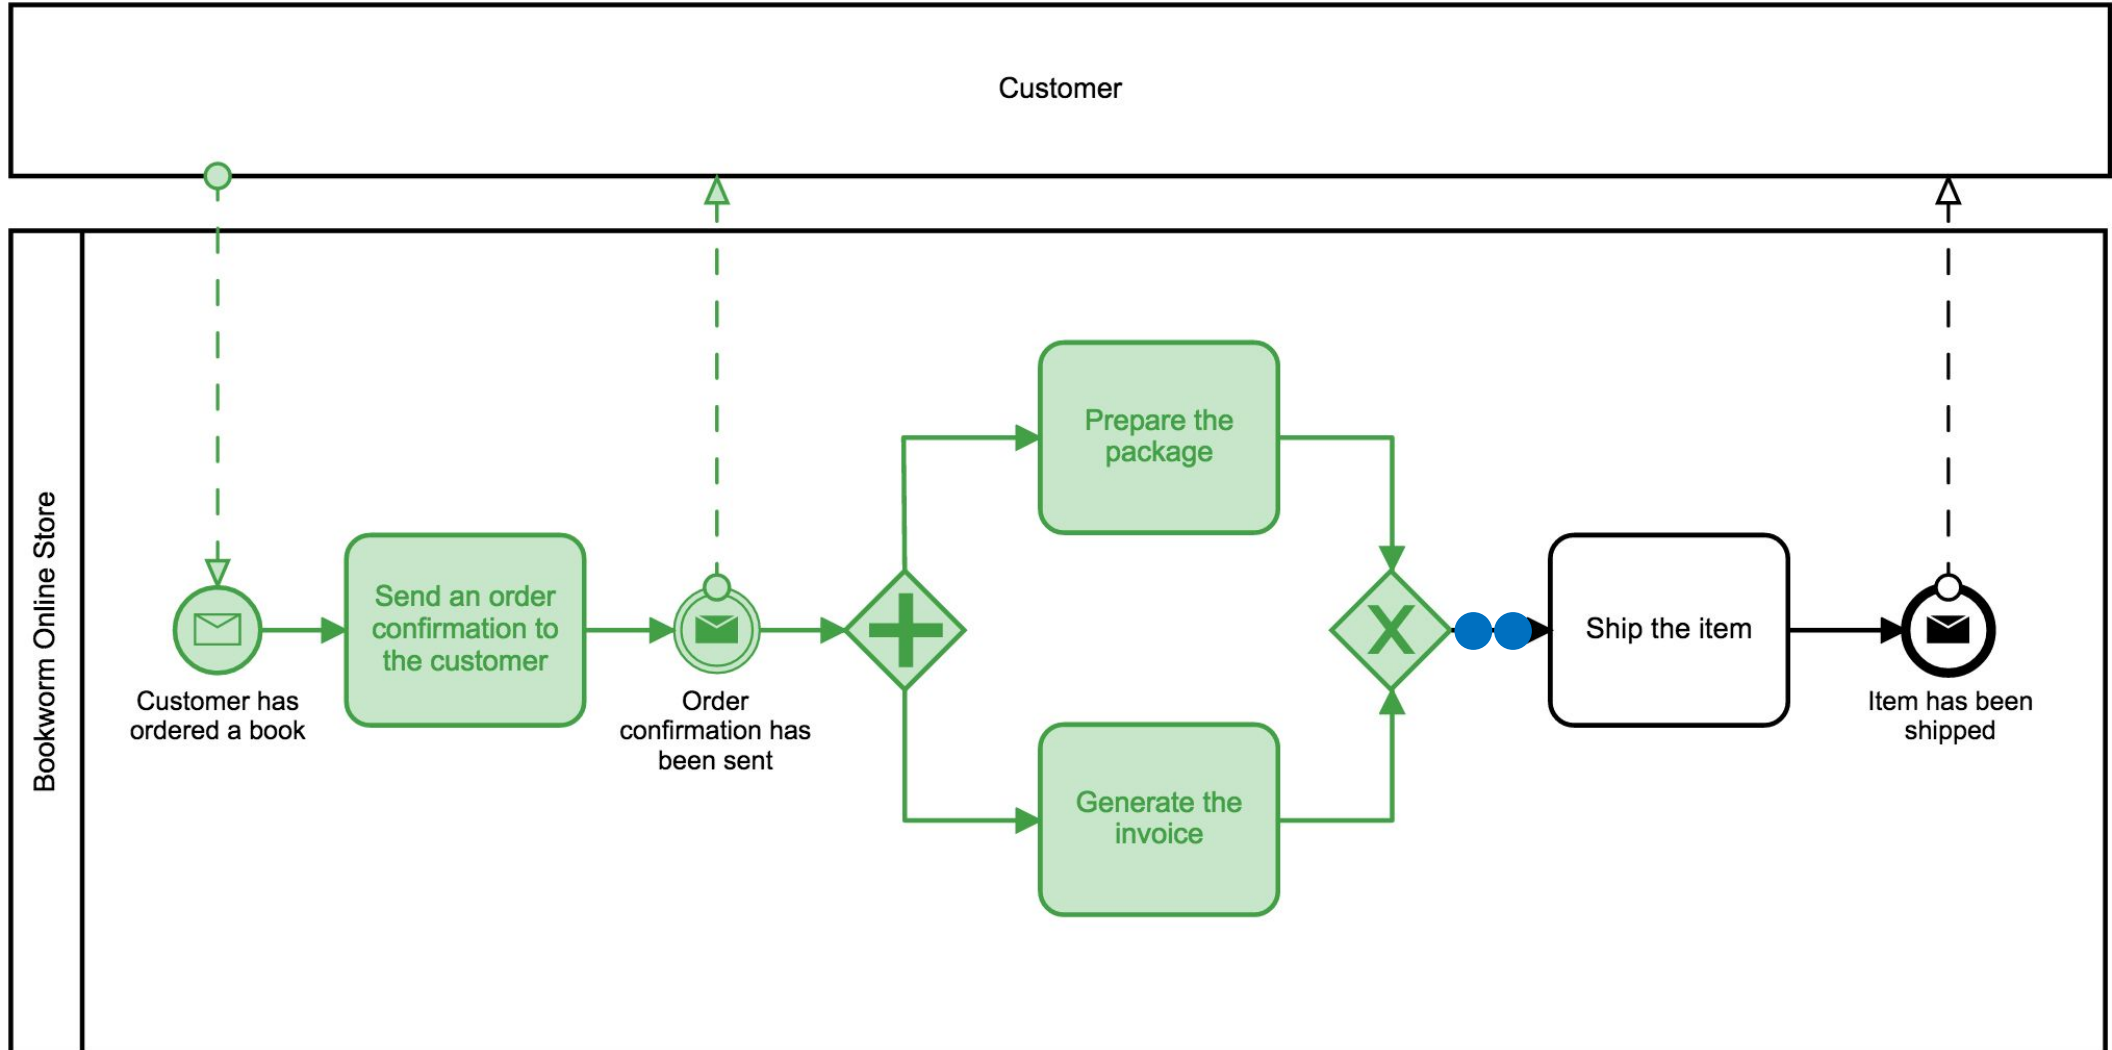 Customer
Bookworm Online Store
Customer has
ordered a book
Send an order
confirmation to
the customer
Order
confirmation has
been sent
Prepare the
package
Generate the
invoice
X
Ship the item
Item has been
shipped